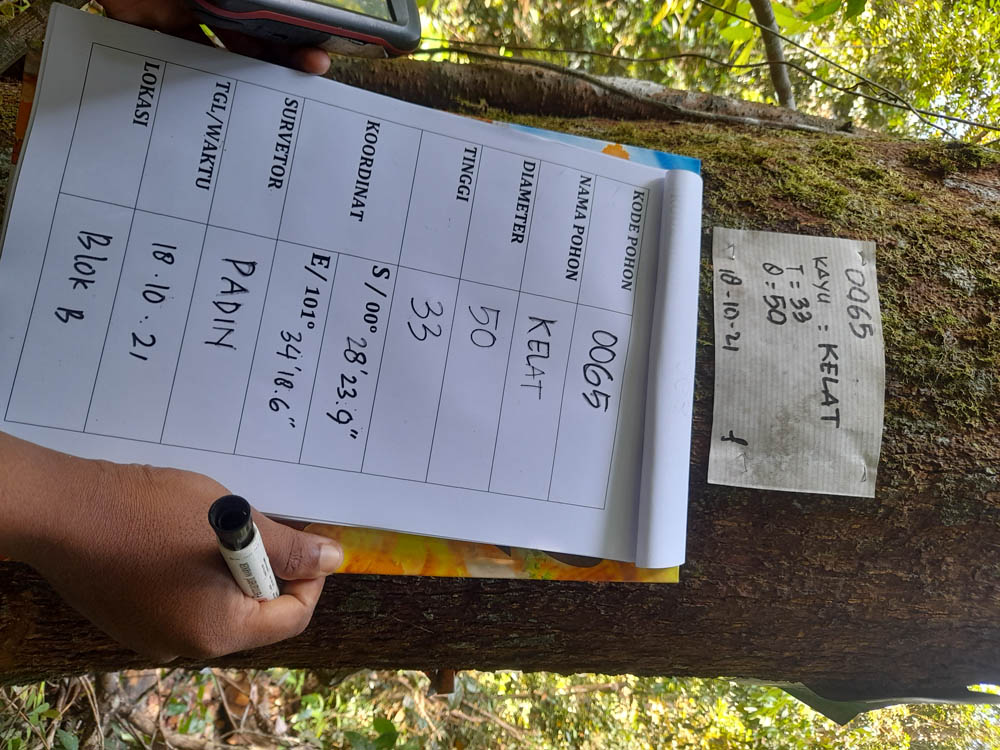 0065
KAYU : KELAT
T = 33
Ø = 50
18-10-21
KODE POHON 0065
NAMA POHON KELAT
DIAMETER 50
TINGGI 33
KOORDINAT S / 00° 28'23.9"
E/ 101° 34'18.6"
SURVETOR PADIN
TGL/WAKTU 18.10.21
LOKASI Blok B